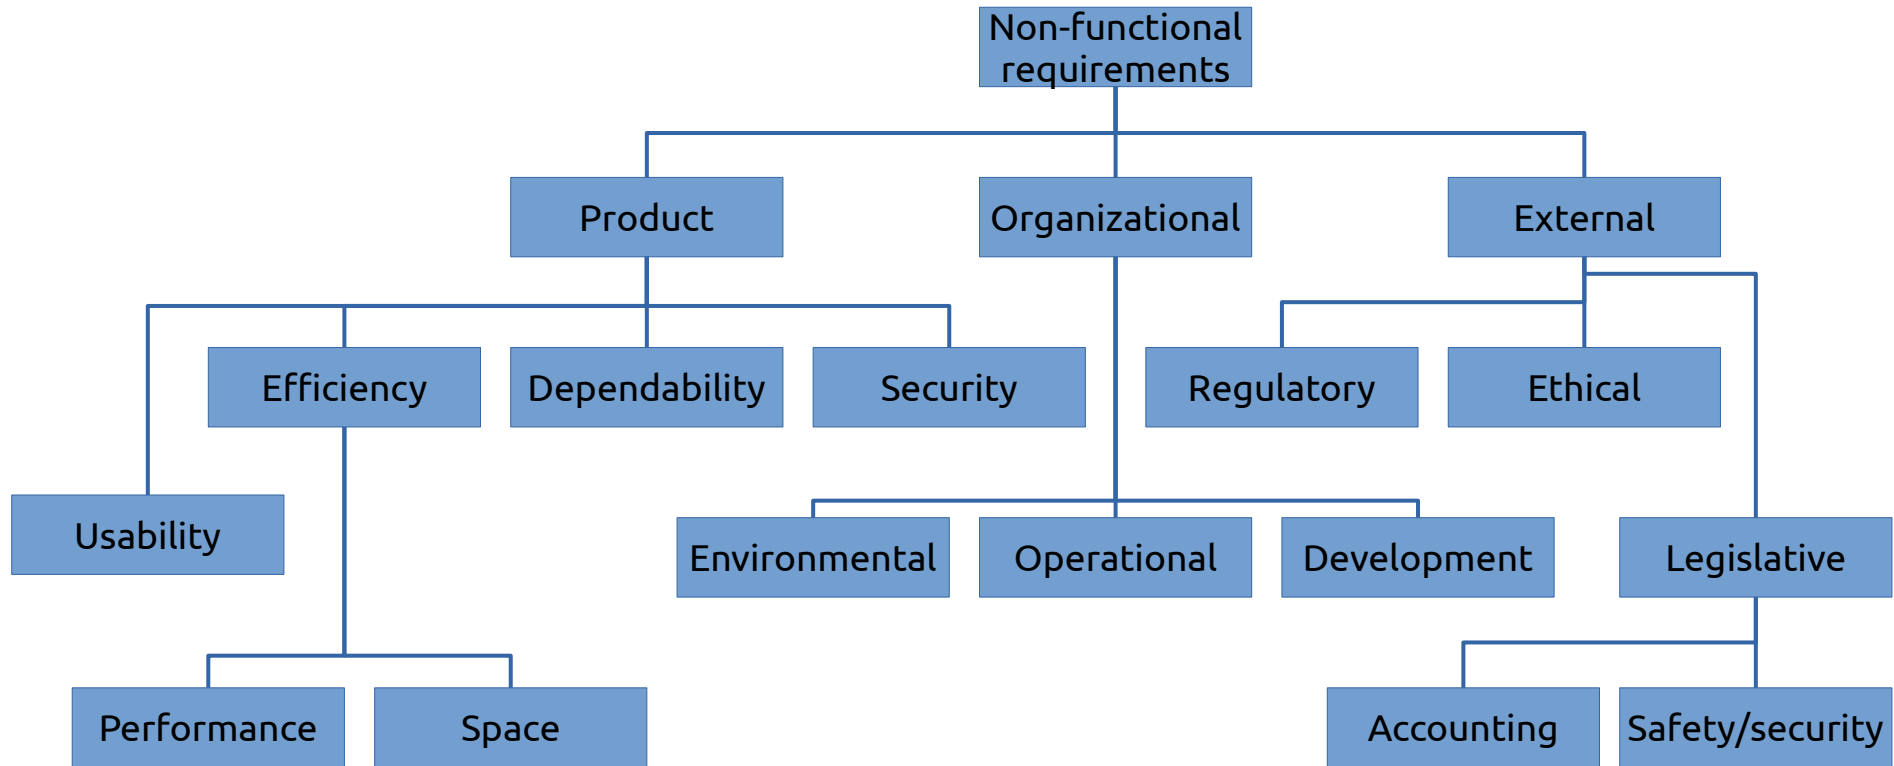 Non-functional
requirements
Product
Organizational
External
Efficiency
Dependability
Security
Regulatory
Ethical
Usability
Environmental
Operational
Development
Legislative
Performance
Space
Accounting
Safety/security